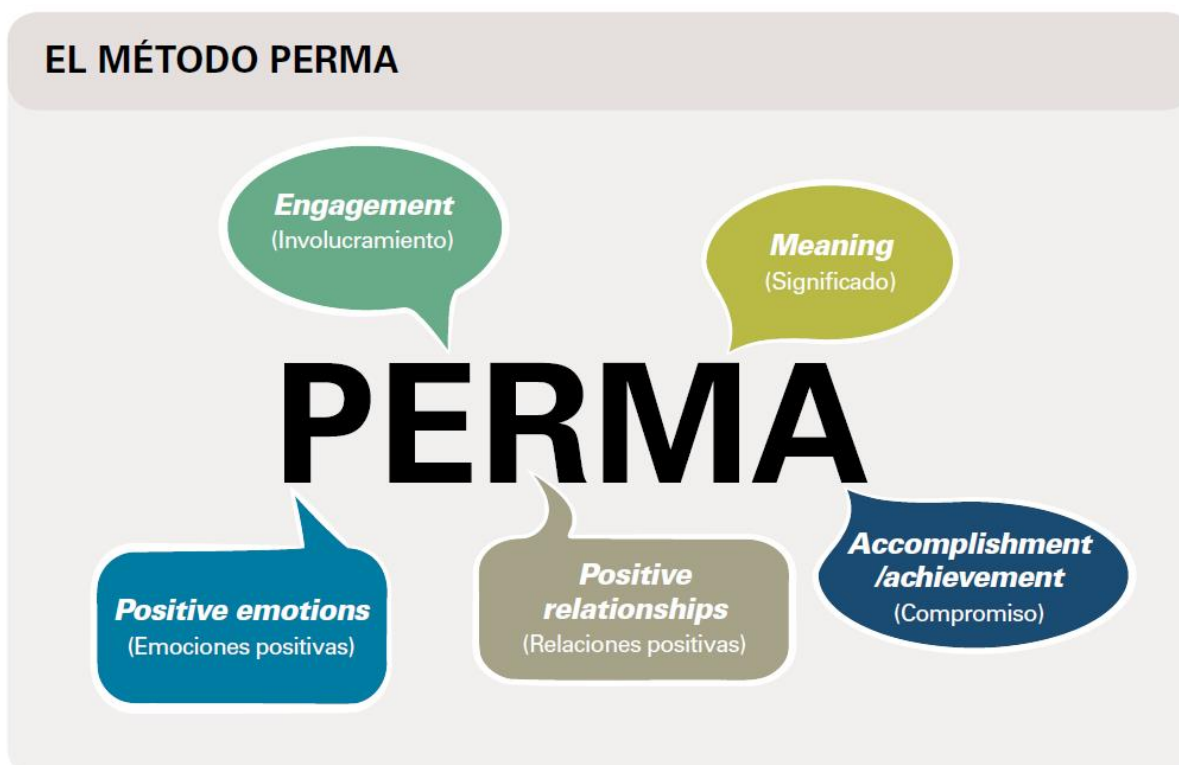 EL MÉTODO PERMA
Engagement
(Involucramiento)
Meaning
(Significado)
PERMA
Positive emotions
(Emociones positivas)
Positive
relationships
(Relaciones positivas)
Accomplishment
/achievement
(Compromiso)